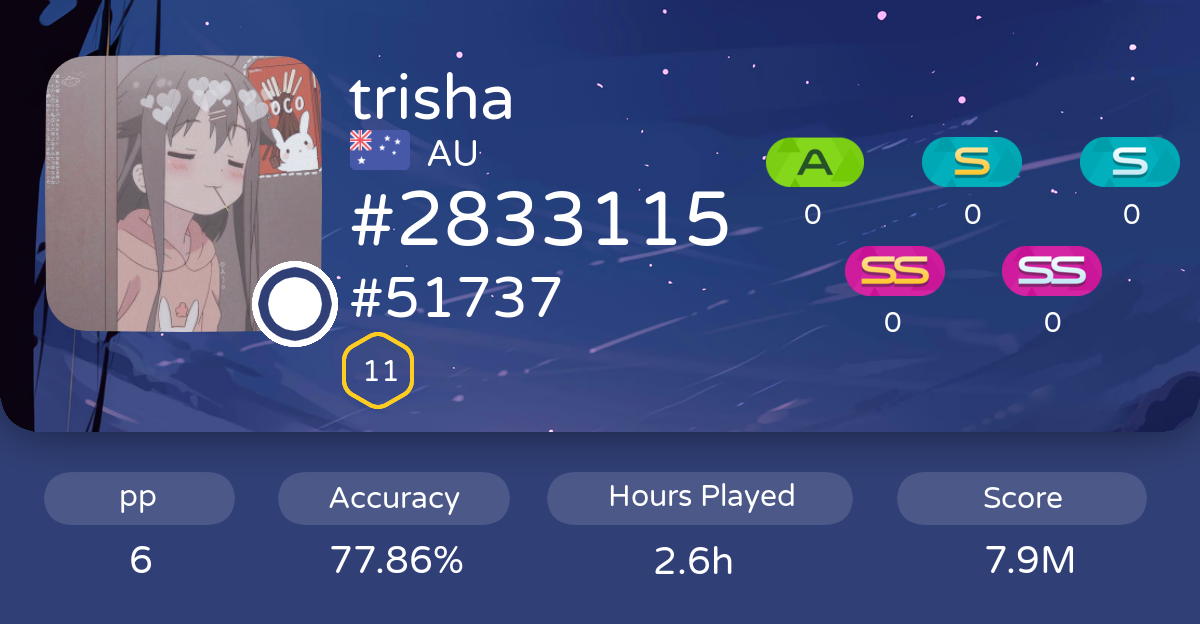 trisha
AU
#2833115
#51737
11
A S S
0 0 0
SS SS
0 0
pp Accuracy Hours Played Score
6 77.86% 2.6h 7.9M
OCO